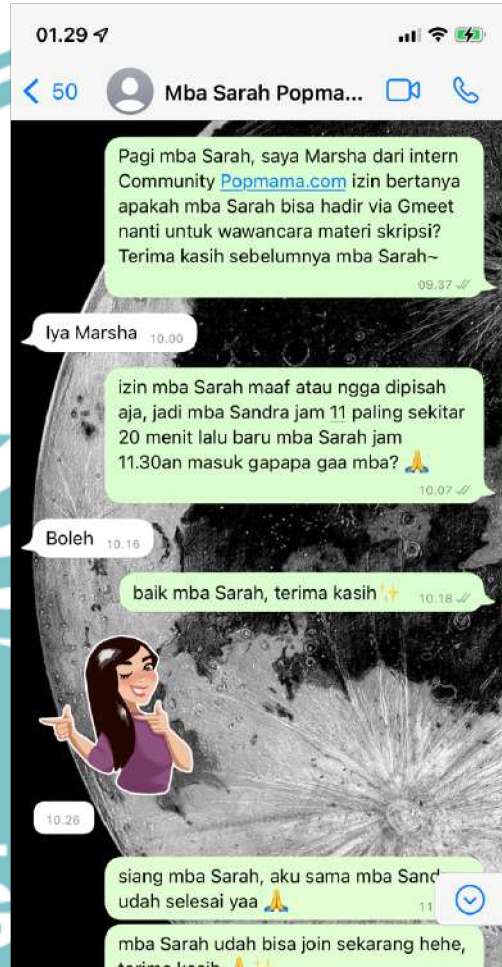 01.29
50
Mba Sarah Popma...
Pagi mba Sarah, saya Marsha dari intern
Community Popmama.com izin bertanya
apakah mba Sarah bisa hadir via Gmeet
nanti untuk wawancara materi skripsi?
Terima kasih sebelumnya mba Sarah~
09.37
Iya Marsha 10.00
izin mba Sarah maaf atau ngga dipisah
aja, jadi mba Sandra jam 11 paling sekitar
20 menit lalu baru mba Sarah jam
11.30an masuk gapapa gaa mba? 🙏
10.07
Boleh 10.16
baik mba Sarah, terima kasih✨ 10.18
10.26
siang mba Sarah, aku sama mba Sand
udah selesai yaa 🙏 11
mba Sarah udah bisa join sekarang hehe,
terima kasih 🙏✨